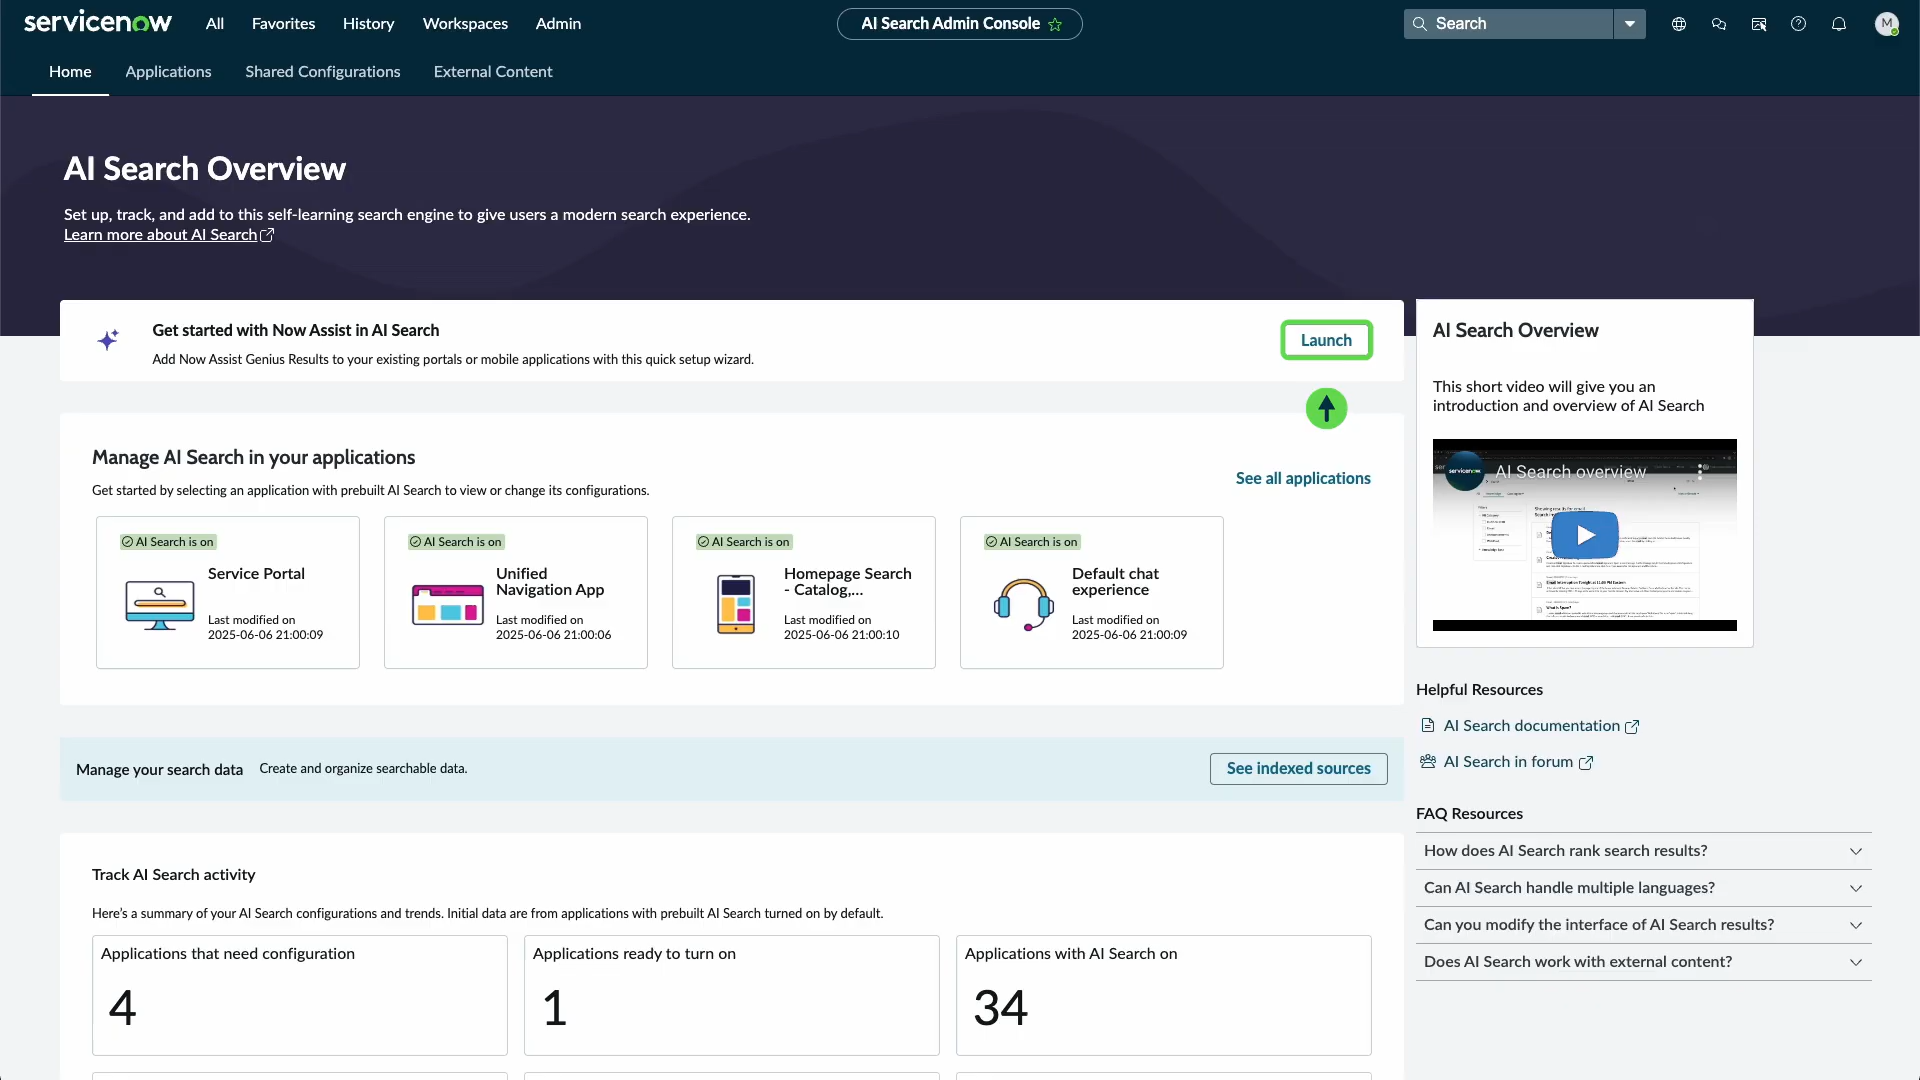 servicenow
All
Favorites
History
Workspaces
Admin
AI Search Admin Console
Search
M
Home
Applications
Shared Configurations
External Content
AI Search Overview
Set up, track, and add to this self-learning search engine to give users a modern search experience.
Learn more about AI Search
Get started with Now Assist in AI Search
Add Now Assist Genius Results to your existing portals or mobile applications with this quick setup wizard.
Launch
Manage AI Search in your applications
Get started by selecting an application with prebuilt AI Search to view or change its configurations.
See all applications
AI Search is on
Service Portal
Last modified on
2025-06-06 21:00:09
AI Search is on
Unified
Navigation App
Last modified on
2025-06-06 21:00:06
AI Search is on
Homepage Search
- Catalog,...
Last modified on
2025-06-06 21:00:10
AI Search is on
Default chat
experience
Last modified on
2025-06-06 21:00:09
Manage your search data
Create and organize searchable data.
See indexed sources
Track AI Search activity
Here's a summary of your AI Search configurations and trends. Initial data are from applications with prebuilt AI Search turned on by default.
Applications that need configuration
4
Applications ready to turn on
1
Applications with AI Search on
34
AI Search Overview
This short video will give you an
introduction and overview of AI Search
servicenow
AI Search overview
Helpful Resources
AI Search documentation
AI Search in forum
FAQ Resources
How does AI Search rank search results?
Can AI Search handle multiple languages?
Can you modify the interface of AI Search results?
Does AI Search work with external content?